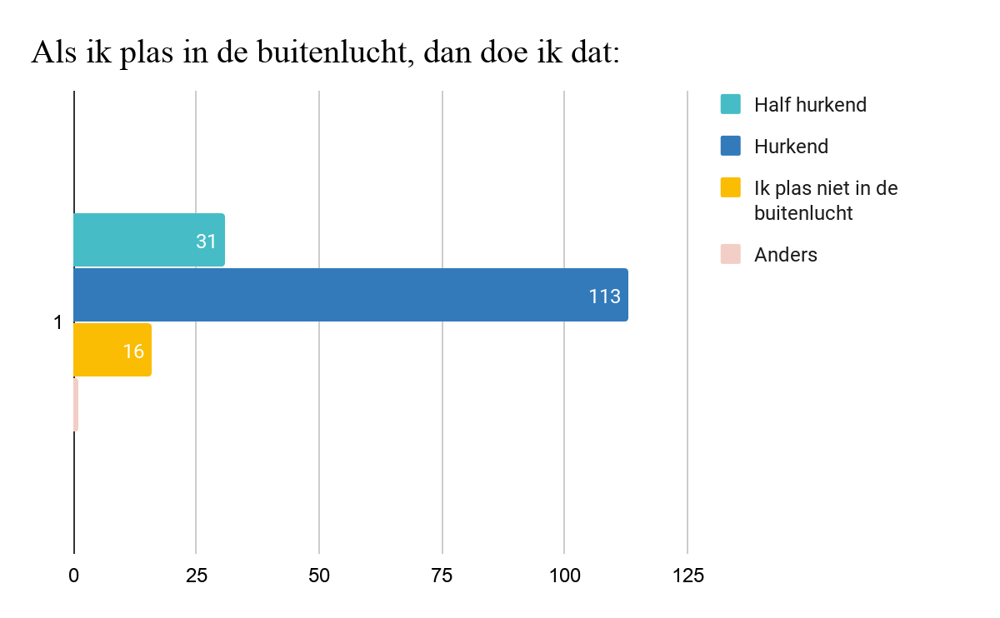 Als ik plas in de buitenlucht, dan doe ik dat:
Half hurkend
Hurkend
Ik plas niet in de
buitenlucht
Anders
31
113
1
16
0 25 50 75 100 125